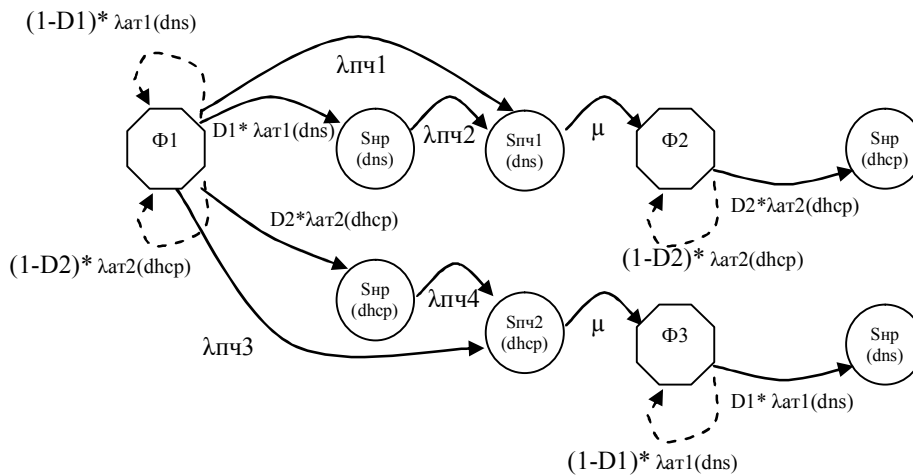 (1-D1)* λат1(dns)
λпч1
Ф1
D1* λат1(dns)
Sнр
(dns)
λпч2
Sпч1
(dns)
μ
Ф2
Sнр
(dhcp)
D2*λат2(dhcp)
D2*λат2(dhcp)
(1-D2)* λат2(dhcp)
(1-D2)* λат2(dhcp)
Sнр
(dhcp)
λпч4
Sпч2
(dhcp)
μ
Ф3
Sнр
(dns)
λпч3
D1* λат1(dns)
(1-D1)* λат1(dns)